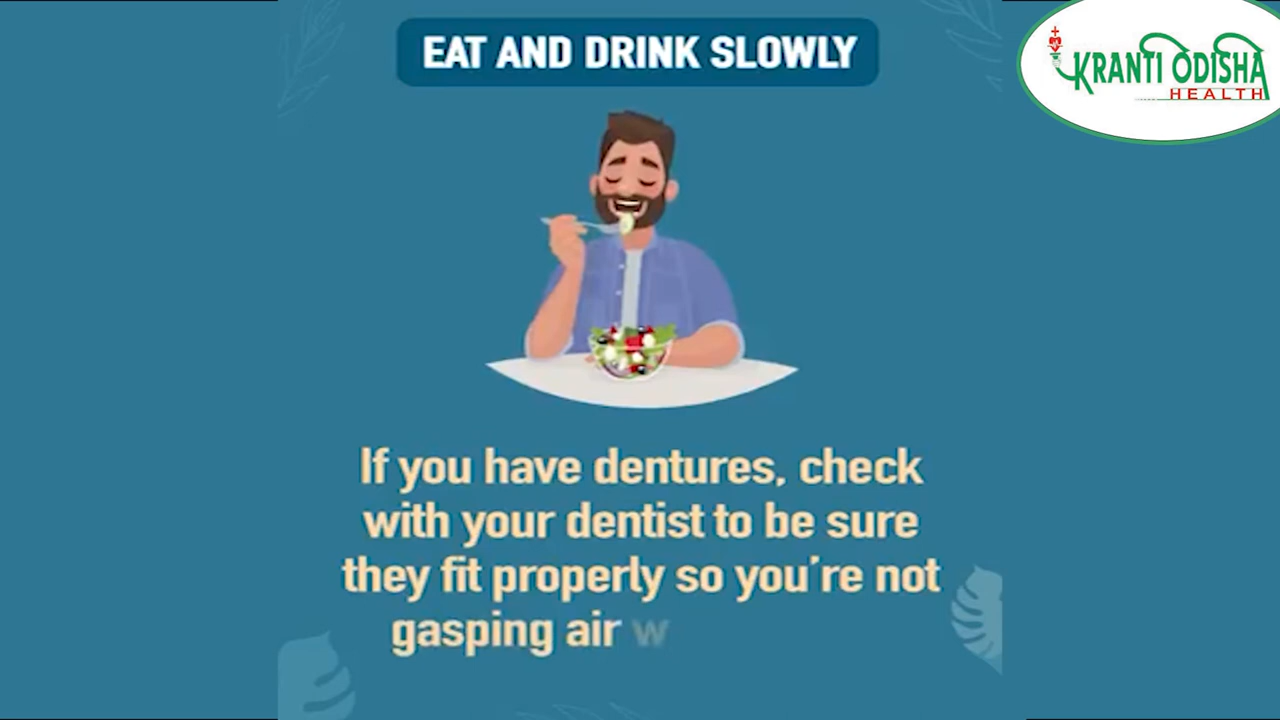 EAT AND DRINK SLOWLY
KRANTI ODISHA
HEALTH
If you have dentures, check
with your dentist to be sure
they fit properly so you're not
gasping air w